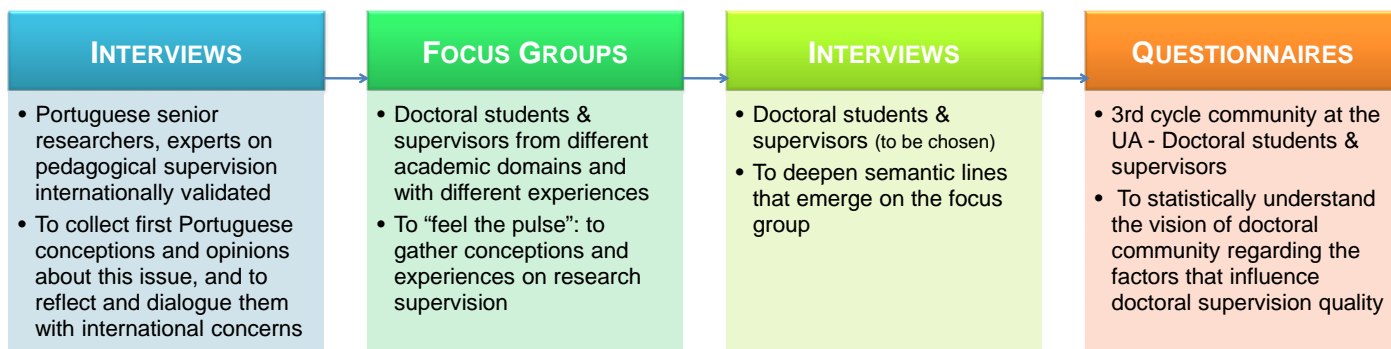 INTERVIEWS
• Portuguese senior
researchers, experts on
pedagogical supervision
internationally validated
• To collect first Portuguese
conceptions and opinions
about this issue, and to
reflect and dialogue them
with international concerns
FOCUS GROUPS
• Doctoral students &
supervisors from different
academic domains and
with different experiences
• To “feel the pulse”: to
gather conceptions and
experiences on research
supervision
INTERVIEWS
• Doctoral students &
supervisors (to be chosen)
• To deepen semantic lines
that emerge on the focus
group
QUESTIONNAIRES
• 3rd cycle community at the
UA - Doctoral students &
supervisors
• To statistically understand
the vision of doctoral
community regarding the
factors that influence
doctoral supervision quality